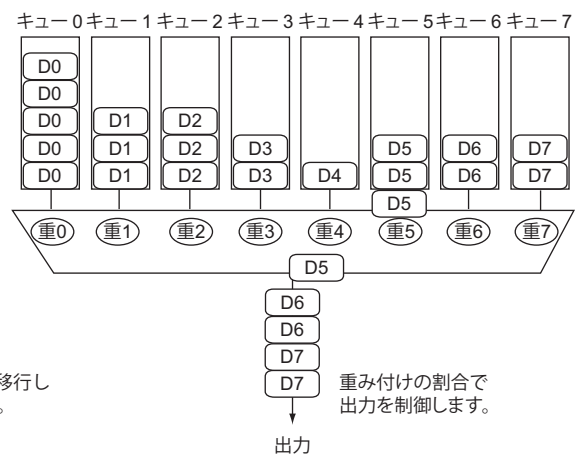 キュー 0 キュー 1 キュー 2 キュー 3 キュー 4 キュー 5 キュー 6 キュー 7
D0
D0
D0 D1 D2
D0 D1 D2 D3 D5 D6 D7
D0 D1 D2 D3 D4 D5 D6 D7
D5
重0 重1 重2 重3 重4 重5 重6 重7
D5
D6
D6
D7
D7
移行し
。
重み付けの割合で
出力を制御します。
出力